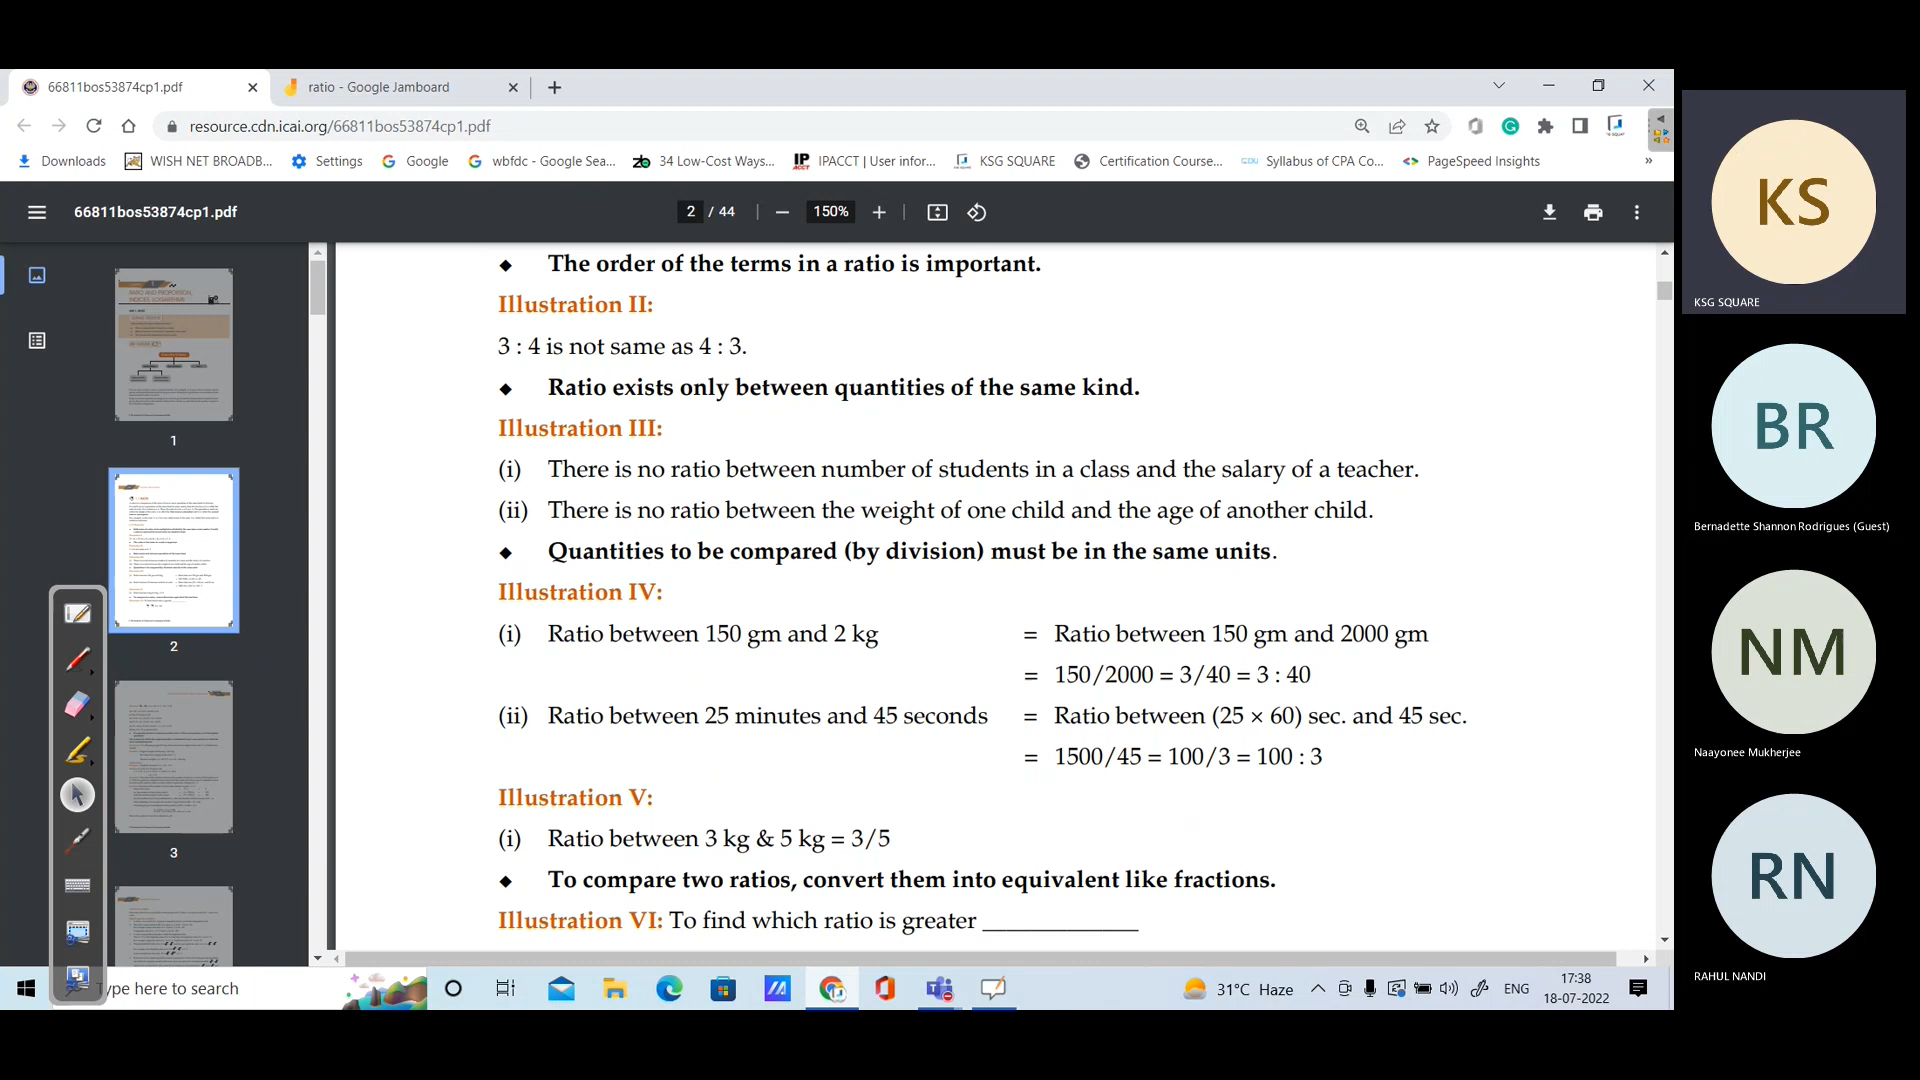 66811bos53874cp1.pdf
ratio - Google Jamboard
resource.cdn.icai.org/66811bos53874cp1.pdf
Downloads
WISH NET BROADB...
Settings
Google
wbfdc - Google Sea...
34 Low-Cost Ways...
IPACCT | User infor...
KSG SQUARE
Certification Course...
Syllabus of CPA Co...
PageSpeed Insights
»
66811bos53874cp1.pdf
2 / 44
150%
1
2
3
◆ The order of the terms in a ratio is important.
Illustration II:
3 : 4 is not same as 4 : 3.
◆ Ratio exists only between quantities of the same kind.
Illustration III:
(i) There is no ratio between number of students in a class and the salary of a teacher.
(ii) There is no ratio between the weight of one child and the age of another child.
◆ Quantities to be compared (by division) must be in the same units.
Illustration IV:
(i) Ratio between 150 gm and 2 kg = Ratio between 150 gm and 2000 gm
= 150/2000 = 3/40 = 3 : 40
(ii) Ratio between 25 minutes and 45 seconds = Ratio between (25 × 60) sec. and 45 sec.
= 1500/45 = 100/3 = 100 : 3
Illustration V:
(i) Ratio between 3 kg & 5 kg = 3/5
◆ To compare two ratios, convert them into equivalent like fractions.
Illustration VI: To find which ratio is greater ____________
ype here to search
31°C Haze
ENG
17:38
18-07-2022
KS
KSG SQUARE
BR
Bernadette Shannon Rodrigues (Guest)
NM
Naayonee Mukherjee
RN
RAHUL NANDI